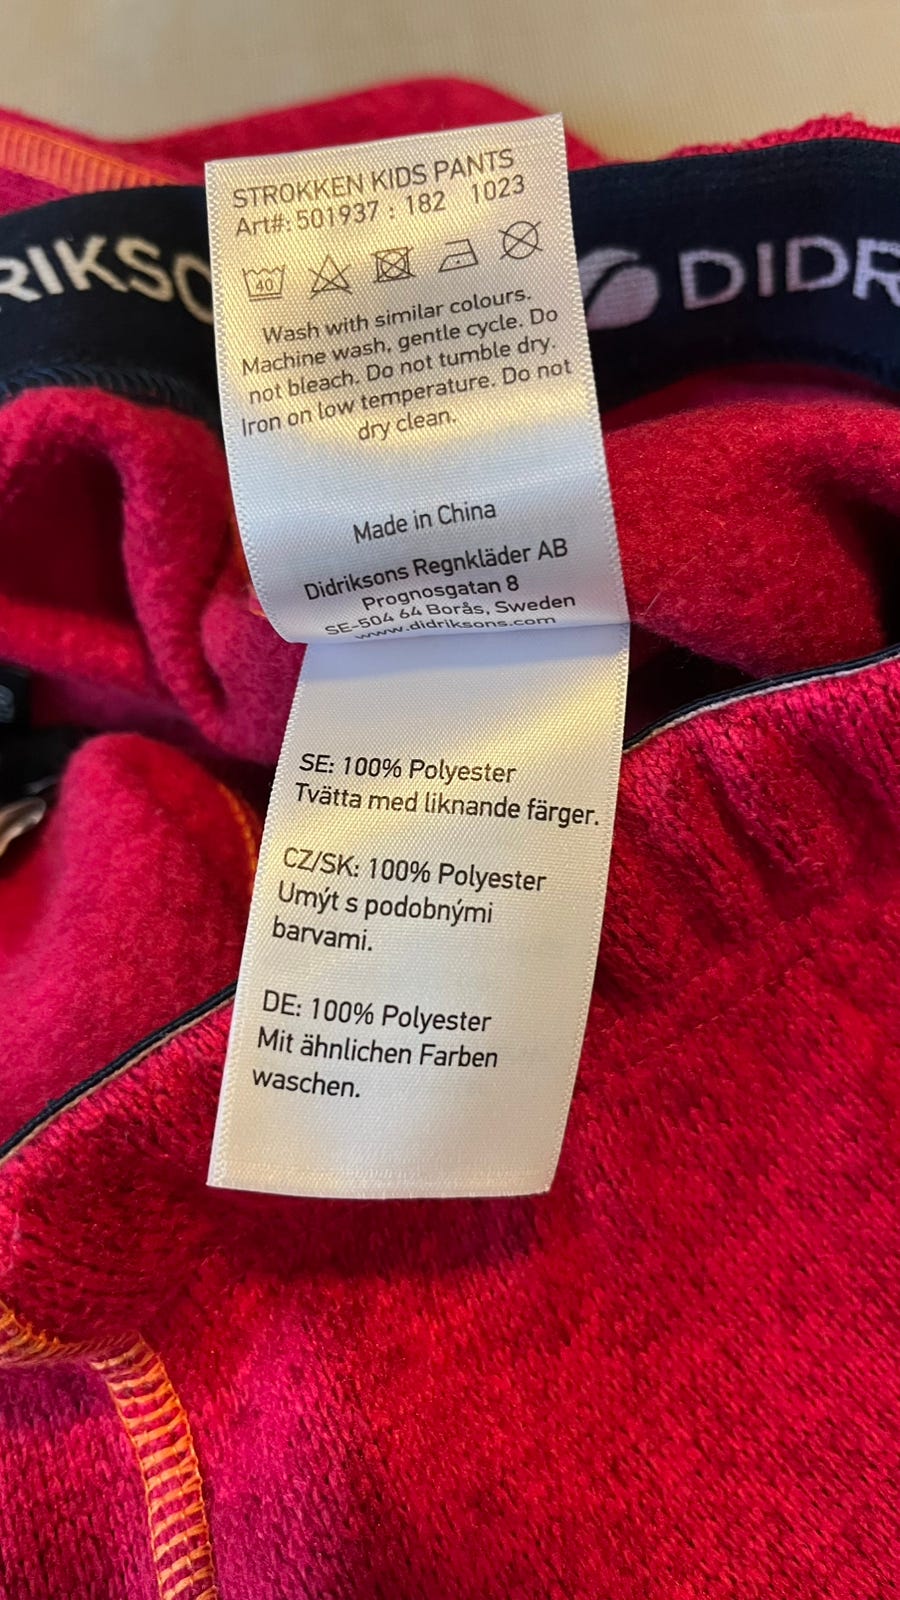 STROKKEN KIDS PANTS
Art#: 501937 : 182 1023
40
Wash with similar colours.
Machine wash, gentle cycle. Do
not bleach. Do not tumble dry.
Iron on low temperature. Do not
dry clean.
Made in China
Didriksons Regnkläder AB
Prognosgatan 8
SE-504 64 Borås, Sweden
www.didriksons.com
SE: 100% Polyester
Tvätta med liknande färger.
CZ/SK: 100% Polyester
Umýt s podobnými
barvami.
DE: 100% Polyester
Mit ähnlichen Farben
waschen.
RIKSO
DIDR